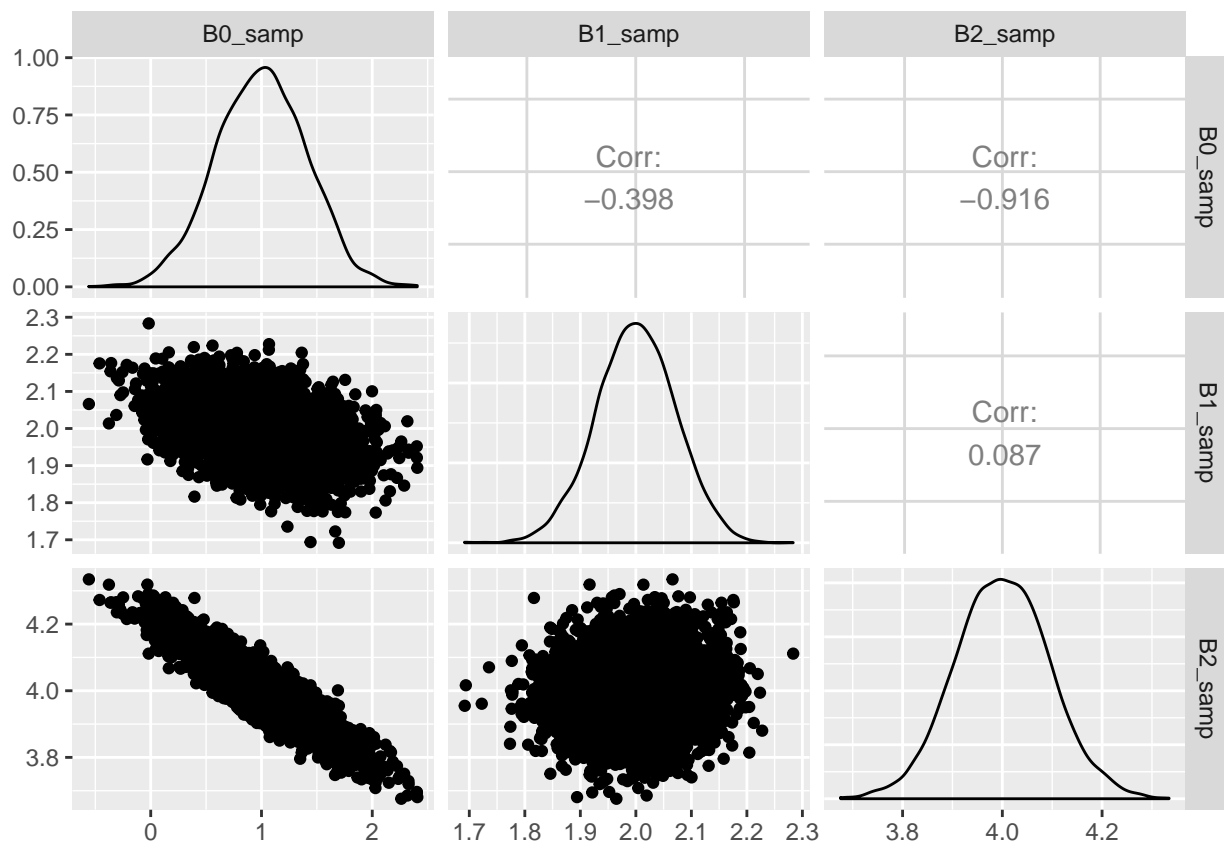 B0_samp B1_samp B2_samp
1.00
0.75
0.50
0.25
0.00
Corr:
−0.398
Corr:
−0.916
B0_samp
2.3
2.2
2.1
2.0
1.9
1.8
1.7
Corr:
0.087
B1_samp
4.2
4.0
3.8
B2_samp
0 1 2 1.7 1.8 1.9 2.0 2.1 2.2 2.3 3.8 4.0 4.2